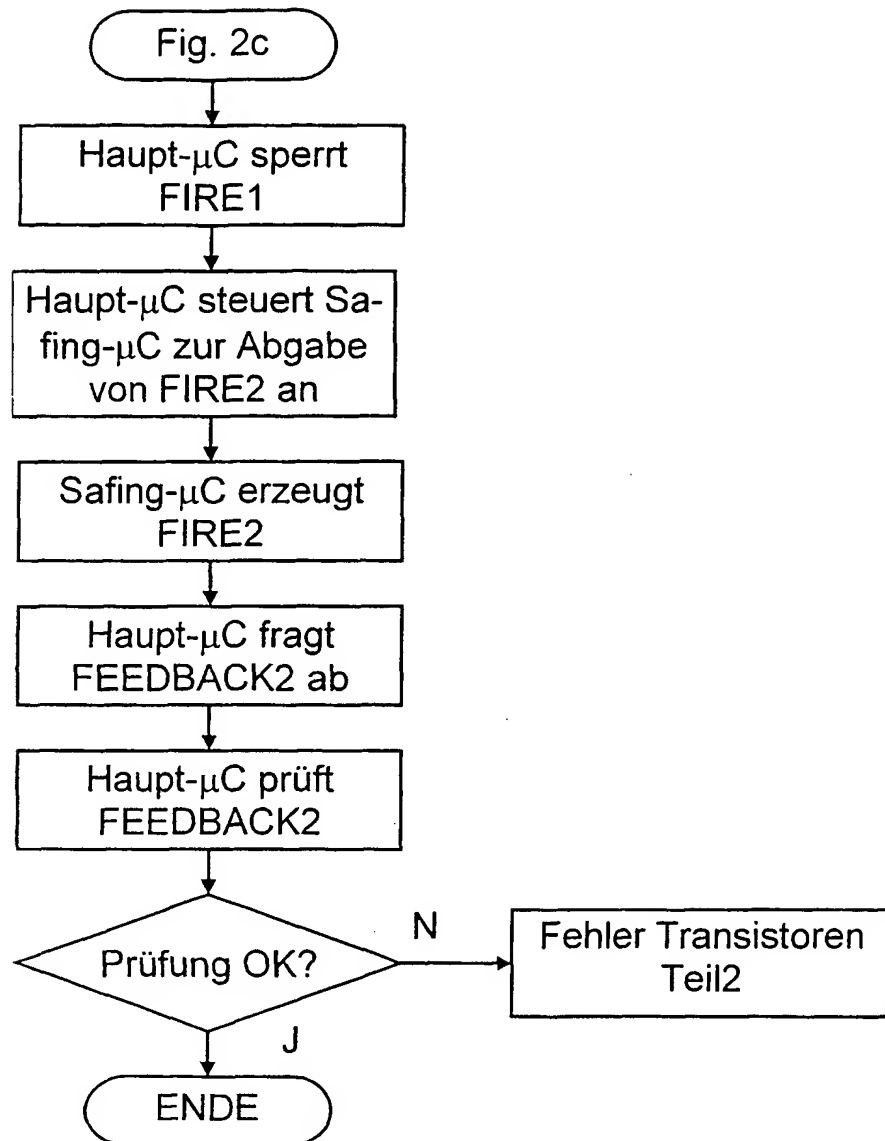 Fig. 2c
Haupt-µC sperrt
FIRE1
Haupt-µC steuert Sa-
fing-µC zur Abgabe
von FIRE2 an
Safing-µC erzeugt
FIRE2
Haupt-µC fragt
FEEDBACK2 ab
Haupt-µC prüft
FEEDBACK2
Prüfung OK?
N
Fehler Transistoren
Teil2
J
ENDE